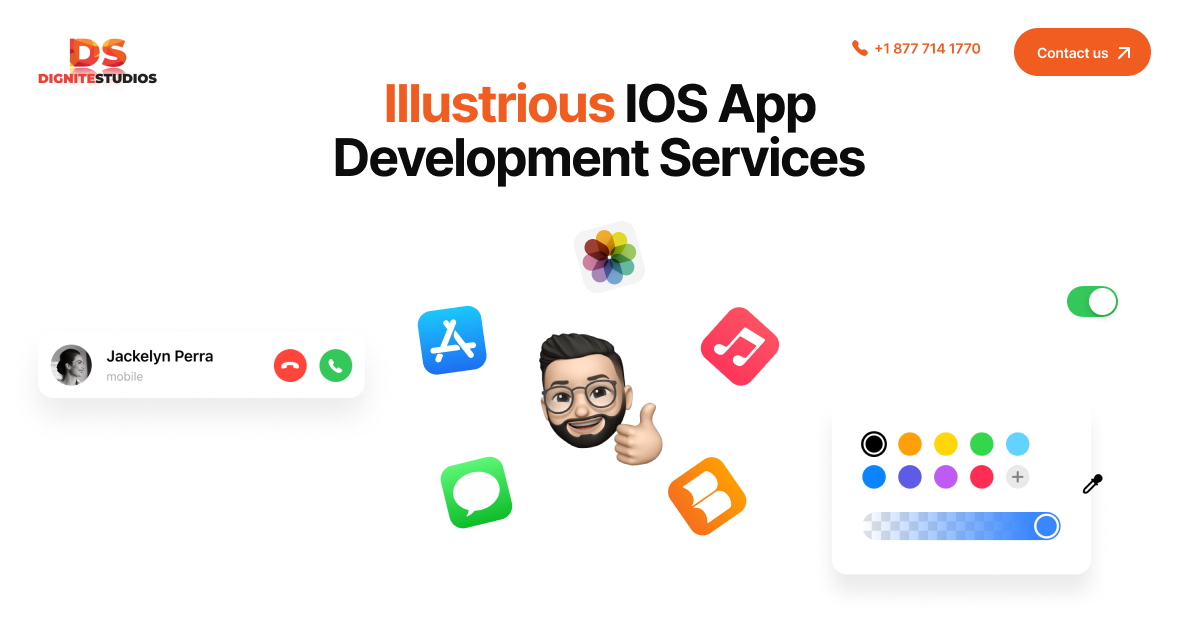 DS
DIGNITESTUDIOS
+1 877 714 1770
Contact us
Illustrious IOS App
Development Services
Jackelyn Perra
mobile